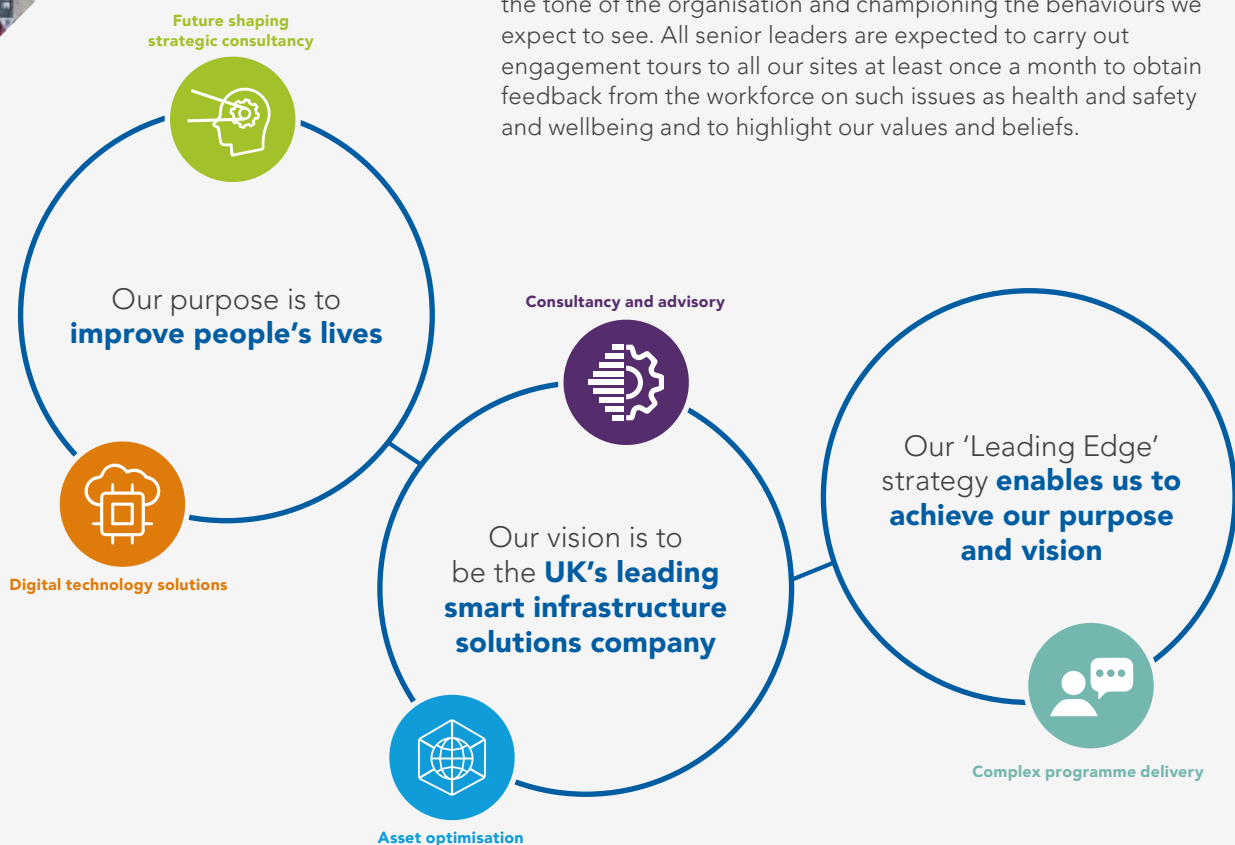 the tone of the organisation and championing the behaviours we
expect to see. All senior leaders are expected to carry out
engagement tours to all our sites at least once a month to obtain
feedback from the workforce on such issues as health and safety
and wellbeing and to highlight our values and beliefs.
Future shaping
strategic consultancy
Our purpose is to
improve people’s lives
Digital technology solutions
Consultancy and advisory
Our vision is to
be the UK’s leading
smart infrastructure
solutions company
Asset optimisation
Our ‘Leading Edge’
strategy enables us to
achieve our purpose
and vision
Complex programme delivery